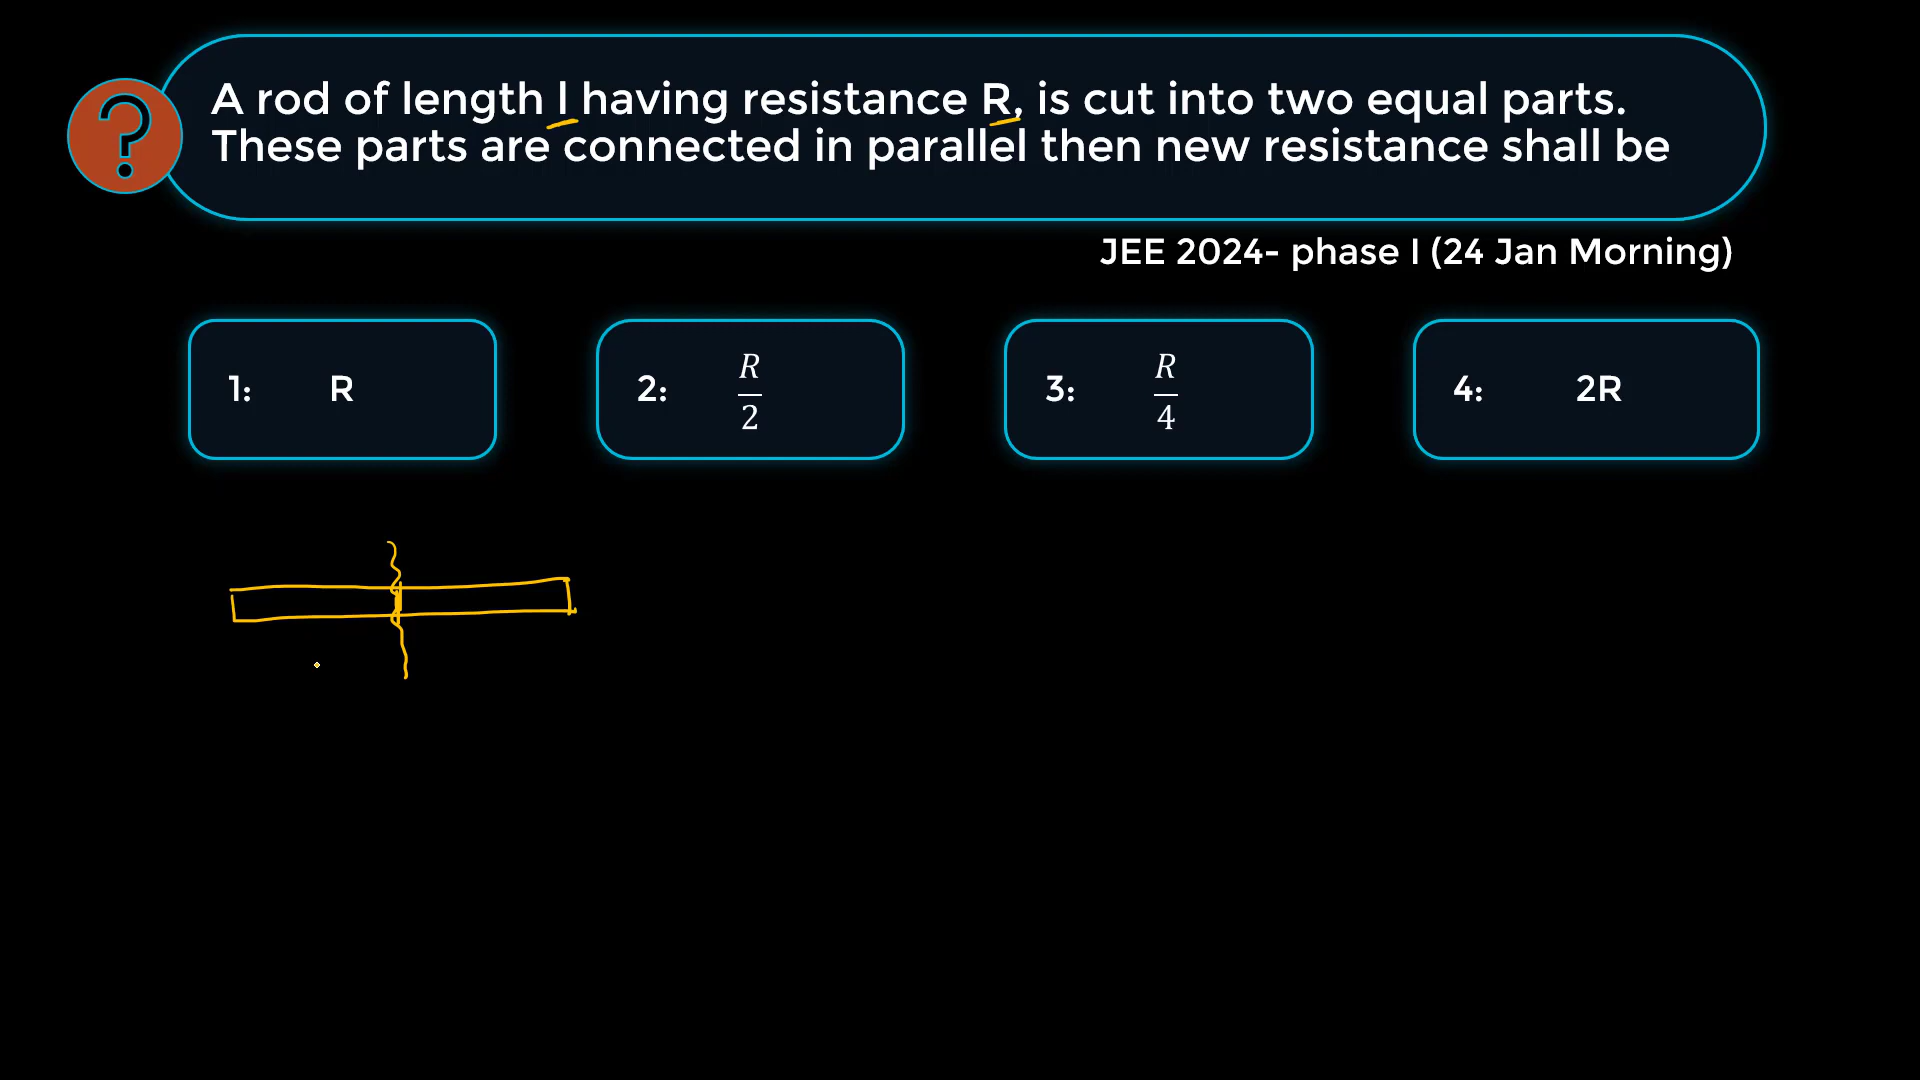 ?
A rod of length l having resistance R, is cut into two equal parts.
These parts are connected in parallel then new resistance shall be
JEE 2024- phase I (24 Jan Morning)
1: R
2: R/2
3: R/4
4: 2R